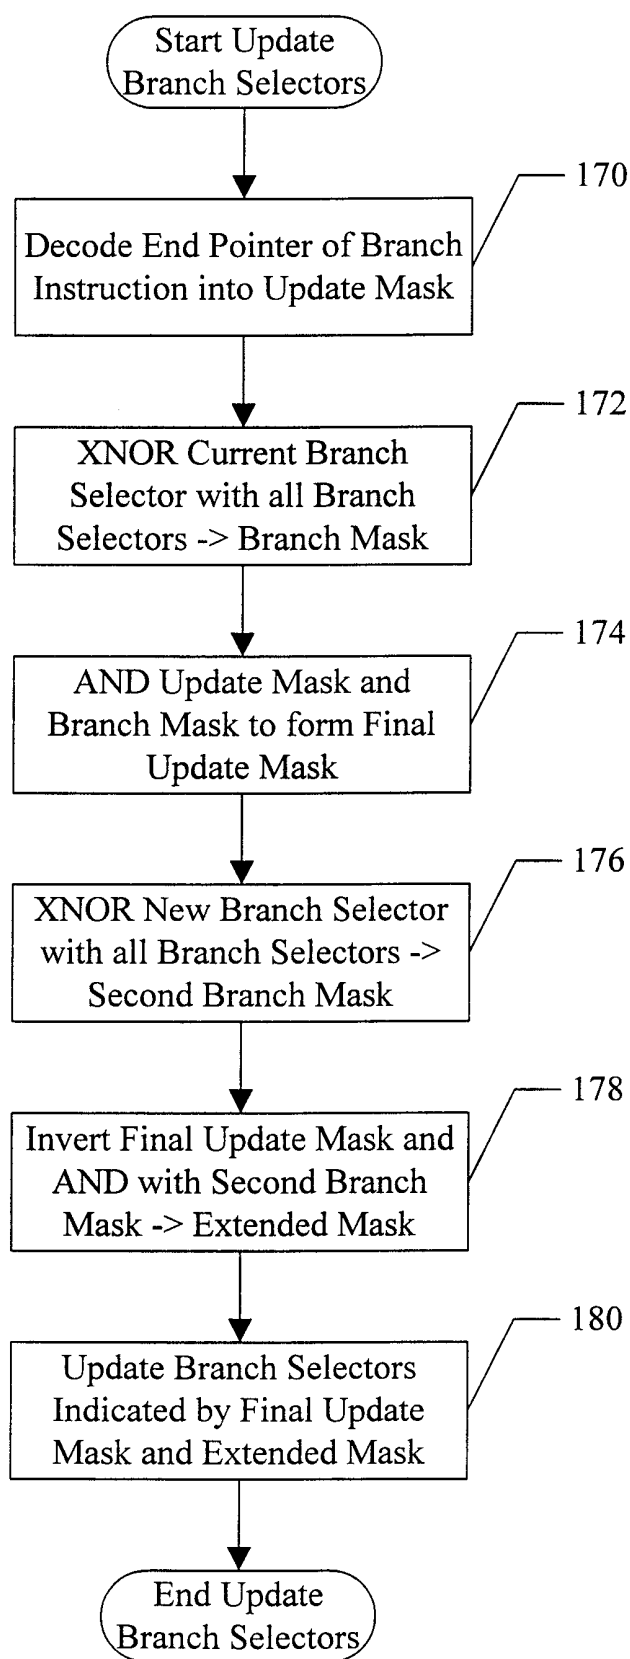 Start Update
Branch Selectors
170
Decode End Pointer of Branch
Instruction into Update Mask
172
XNOR Current Branch
Selector with all Branch
Selectors -> Branch Mask
174
AND Update Mask and
Branch Mask to form Final
Update Mask
176
XNOR New Branch Selector
with all Branch Selectors ->
Second Branch Mask
178
Invert Final Update Mask and
AND with Second Branch
Mask -> Extended Mask
180
Update Branch Selectors
Indicated by Final Update
Mask and Extended Mask
End Update
Branch Selectors